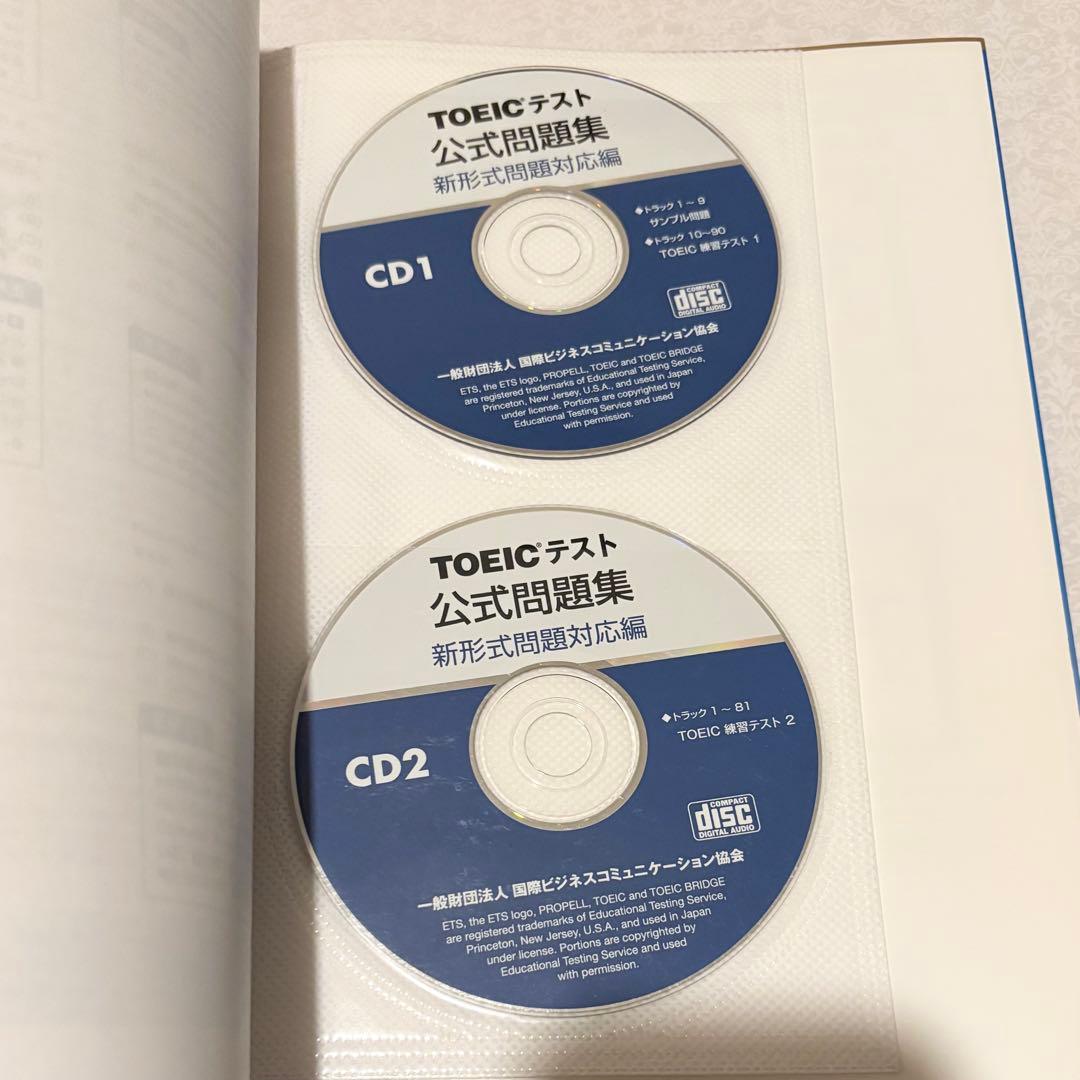 TOEIC®テスト
公式問題集
新形式問題対応編
◆トラック 1～9
サンプル問題
◆トラック 10～90
TOEIC 練習テスト 1
CD1
COMPACT
disc
DIGITAL AUDIO
一般財団法人 国際ビジネスコミュニケーション協会
ETS, the ETS logo, PROPELL, TOEIC and TOEIC BRIDGE
are registered trademarks of Educational Testing Service,
Princeton, New Jersey, U.S.A., and used in Japan
under license. Portions are copyrighted by
Educational Testing Service and used
with permission.
TOEIC®テスト
公式問題集
新形式問題対応編
◆トラック 1～81
TOEIC 練習テスト 2
CD2
COMPACT
disc
DIGITAL AUDIO
一般財団法人 国際ビジネスコミュニケーション協会
ETS, the ETS logo, PROPELL, TOEIC and TOEIC BRIDGE
are registered trademarks of Educational Testing Service,
Princeton, New Jersey, U.S.A., and used in Japan
under license. Portions are copyrighted by
Educational Testing Service and used
with permission.